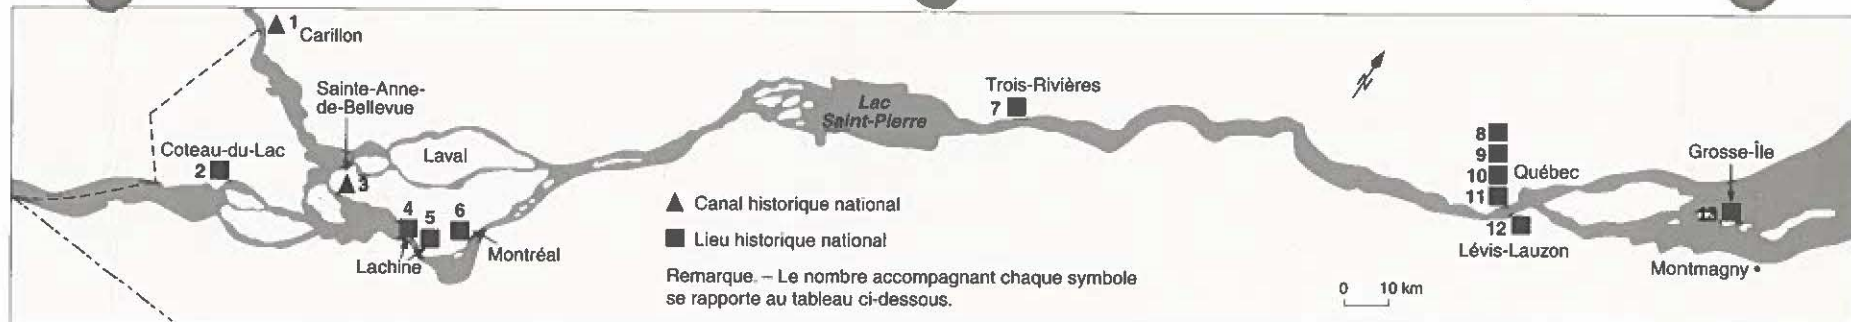 1 Carillon
Sainte-Anne-
de-Bellevue
Coteau-du-Lac
2
Laval
3
4
5
6
Lachine
Montréal
Lac
Saint-Pierre
Trois-Rivières
7
Canal historique national
Lieu historique national
Remarque. – Le nombre accompagnant chaque symbole
se rapporte au tableau ci-dessous.
N
0 10 km
8
9
10 Québec
11
12
Lévis-Lauzon
Grosse-Île
13
Montmagny